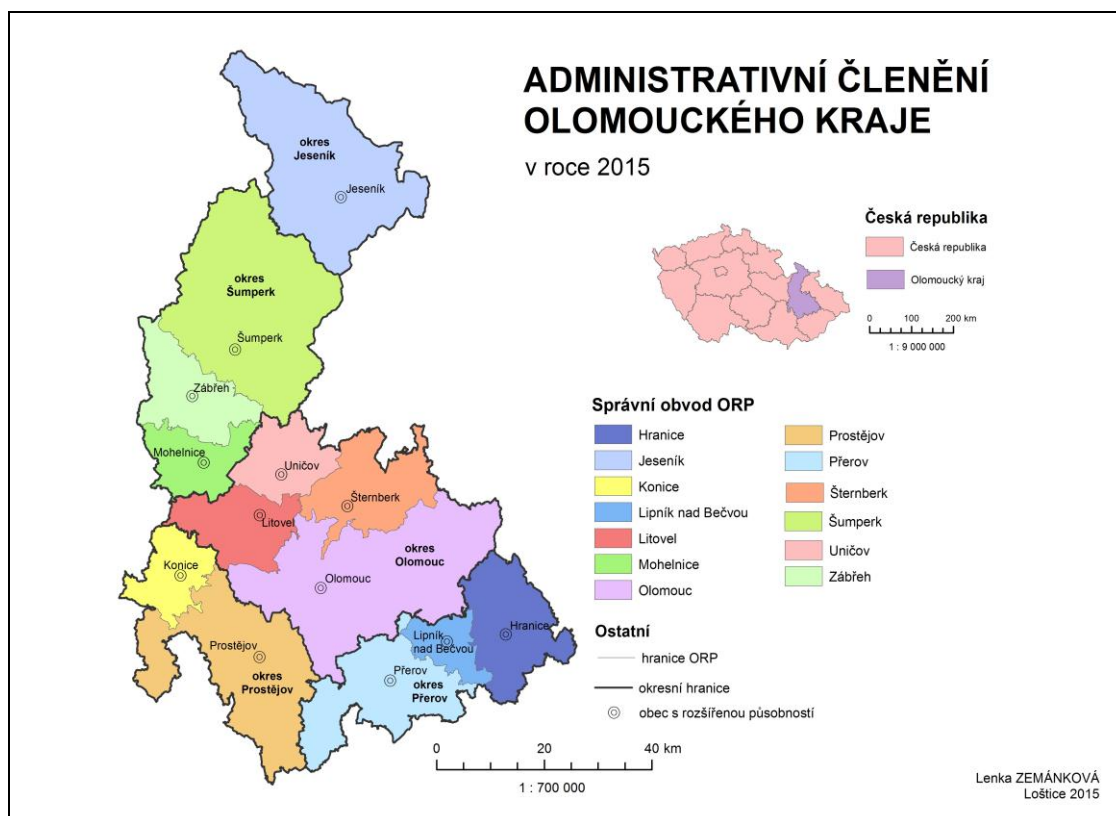 ADMINISTRATIVNÍ ČLENĚNÍ
OLOMOUCKÉHO KRAJE
v roce 2015
okres
Jeseník
Jeseník
okres
Šumperk
Šumperk
Zábřeh
Mohelnice
Uničov
Šternberk
Litovel
okres
Olomouc
Konice
Olomouc
Hranice
Lipník
nad Bečvou
Prostějov
okres
Prostějov
Přerov
okres
Přerov
Česká republika
Česká republika
Olomoucký kraj
0 100 200 km
1 : 9 000 000
Správní obvod ORP
Hranice
Jeseník
Konice
Lipník nad Bečvou
Litovel
Mohelnice
Olomouc
Prostějov
Přerov
Šternberk
Šumperk
Uničov
Zábřeh
Ostatní
hranice ORP
okresní hranice
obec s rozšířenou působností
0 20 40 km
1 : 700 000
Lenka ZEMÁNKOVÁ
Loštice 2015